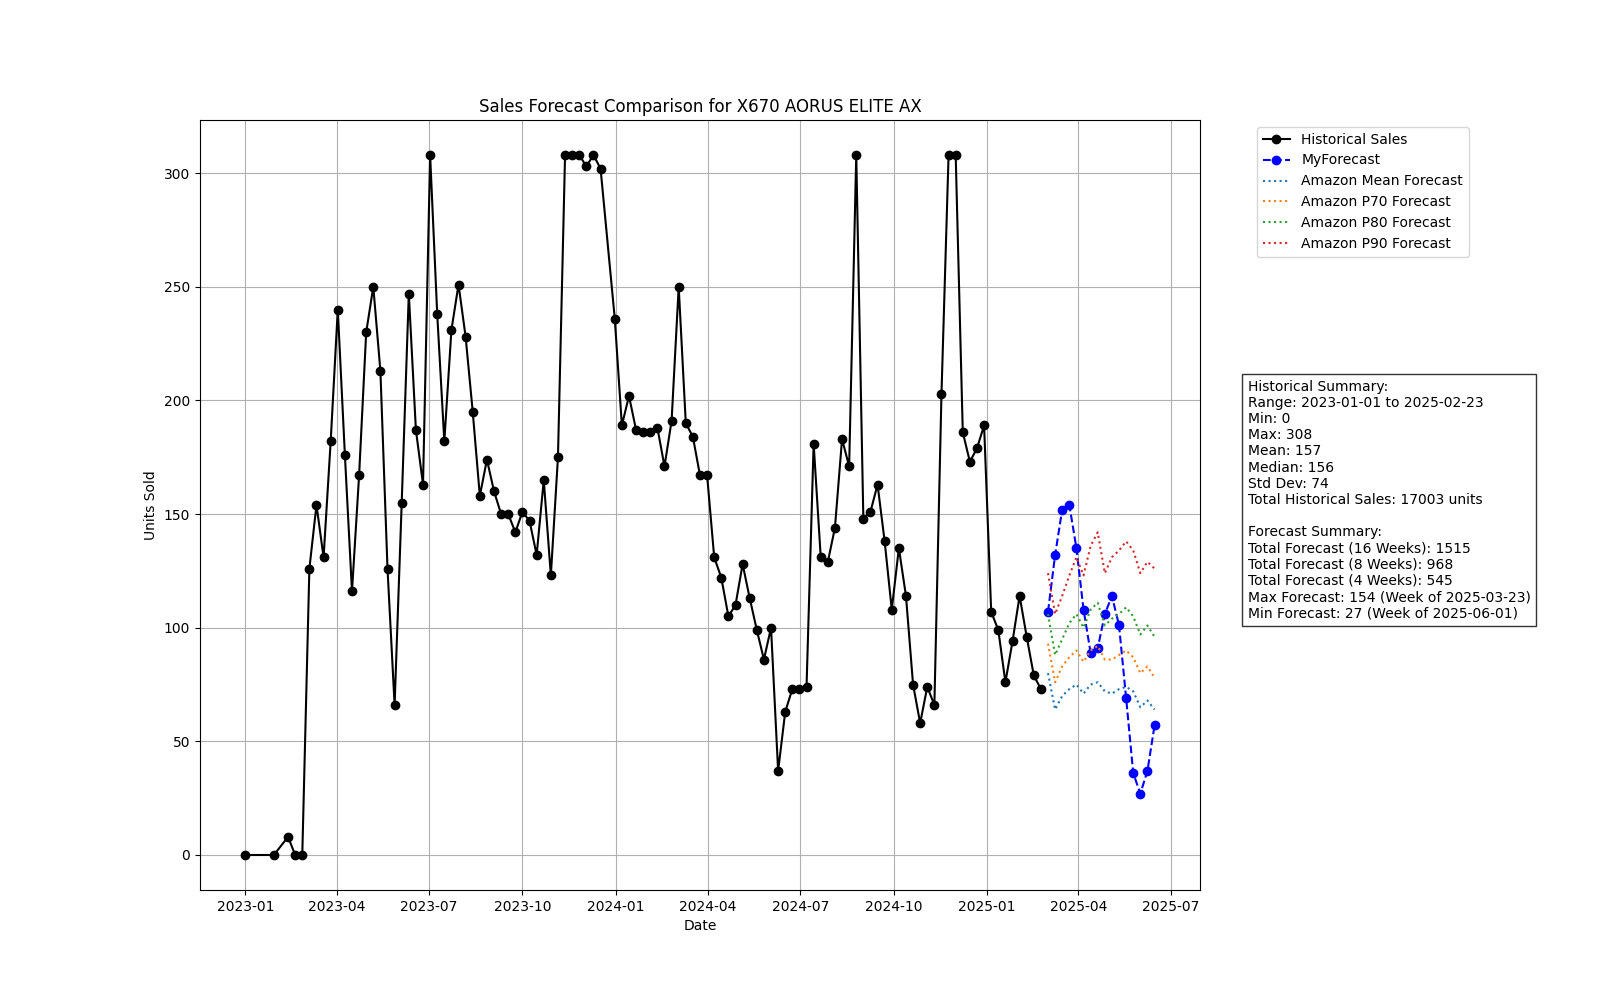 Sales Forecast Comparison for X670 AORUS ELITE AX
300
250
200
150
100
50
0
Units Sold
2023-01 2023-04 2023-07 2023-10 2024-01 2024-04 2024-07 2024-10 2025-01 2025-04 2025-07
Date
Historical Sales
MyForecast
Amazon Mean Forecast
Amazon P70 Forecast
Amazon P80 Forecast
Amazon P90 Forecast
Historical Summary:
Range: 2023-01-01 to 2025-02-23
Min: 0
Max: 308
Mean: 157
Median: 156
Std Dev: 74
Total Historical Sales: 17003 units
Forecast Summary:
Total Forecast (16 Weeks): 1515
Total Forecast (8 Weeks): 968
Total Forecast (4 Weeks): 545
Max Forecast: 154 (Week of 2025-03-23)
Min Forecast: 27 (Week of 2025-06-01)